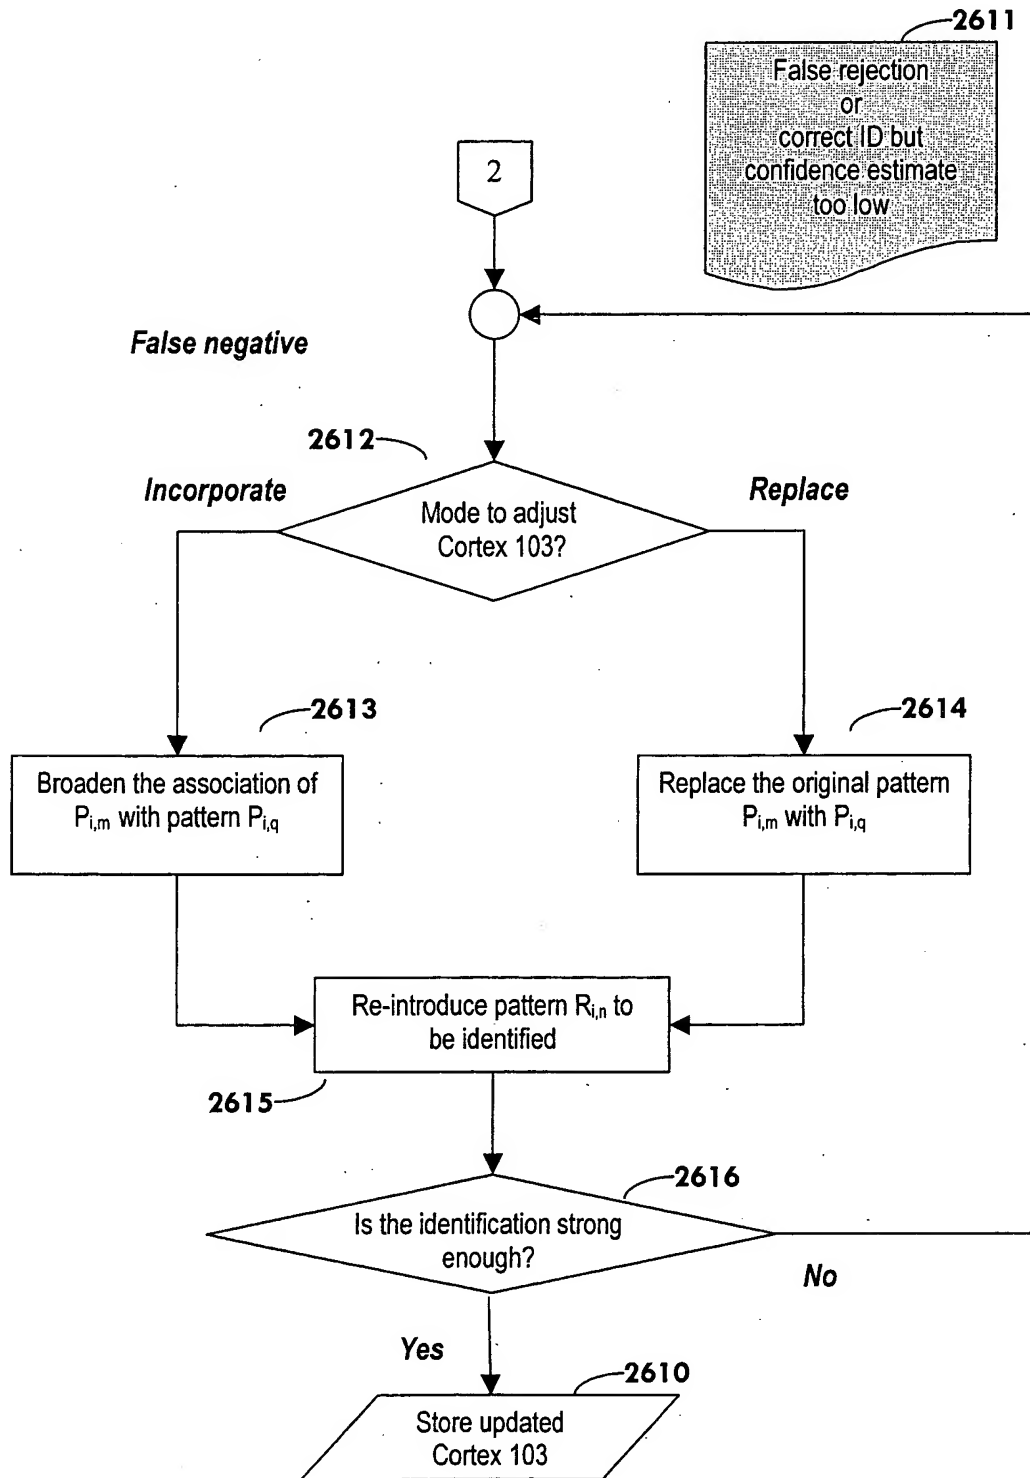 2611
False rejection
or
correct ID but
confidence estimate
too low
2
False negative
2612
Incorporate
Replace
Mode to adjust
Cortex 103?
2613
2614
Broaden the association of
Pi,m with pattern Pi,q
Replace the original pattern
Pi,m with Pi,q
Re-introduce pattern Ri,n to
be identified
2615
2616
Is the identification strong
enough?
No
Yes
2610
Store updated
Cortex 103